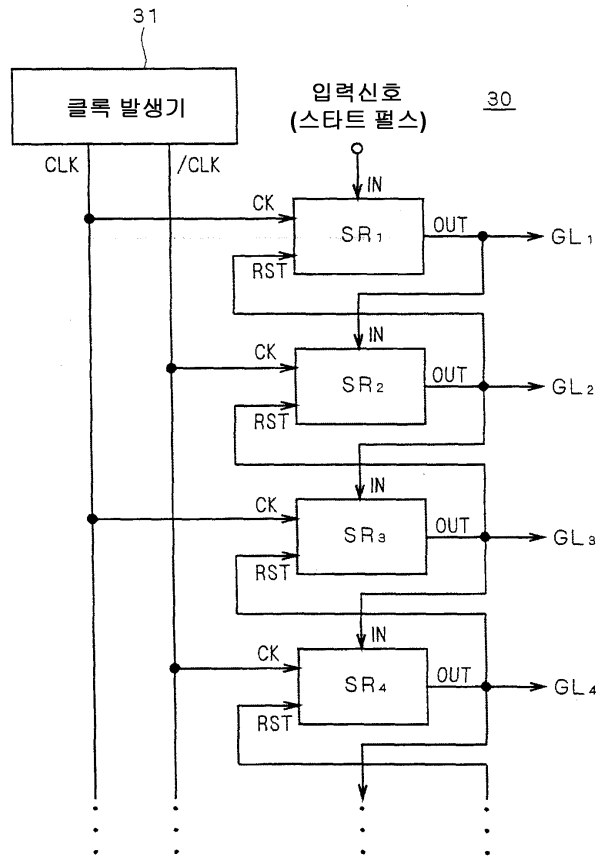 31
클록 발생기
입력신호
(스타트 펄스)
30
CLK
/CLK
IN
CK
SR₁
OUT
GL₁
RST
IN
CK
SR₂
OUT
GL₂
RST
IN
CK
SR₃
OUT
GL₃
RST
IN
CK
SR₄
OUT
GL₄
RST